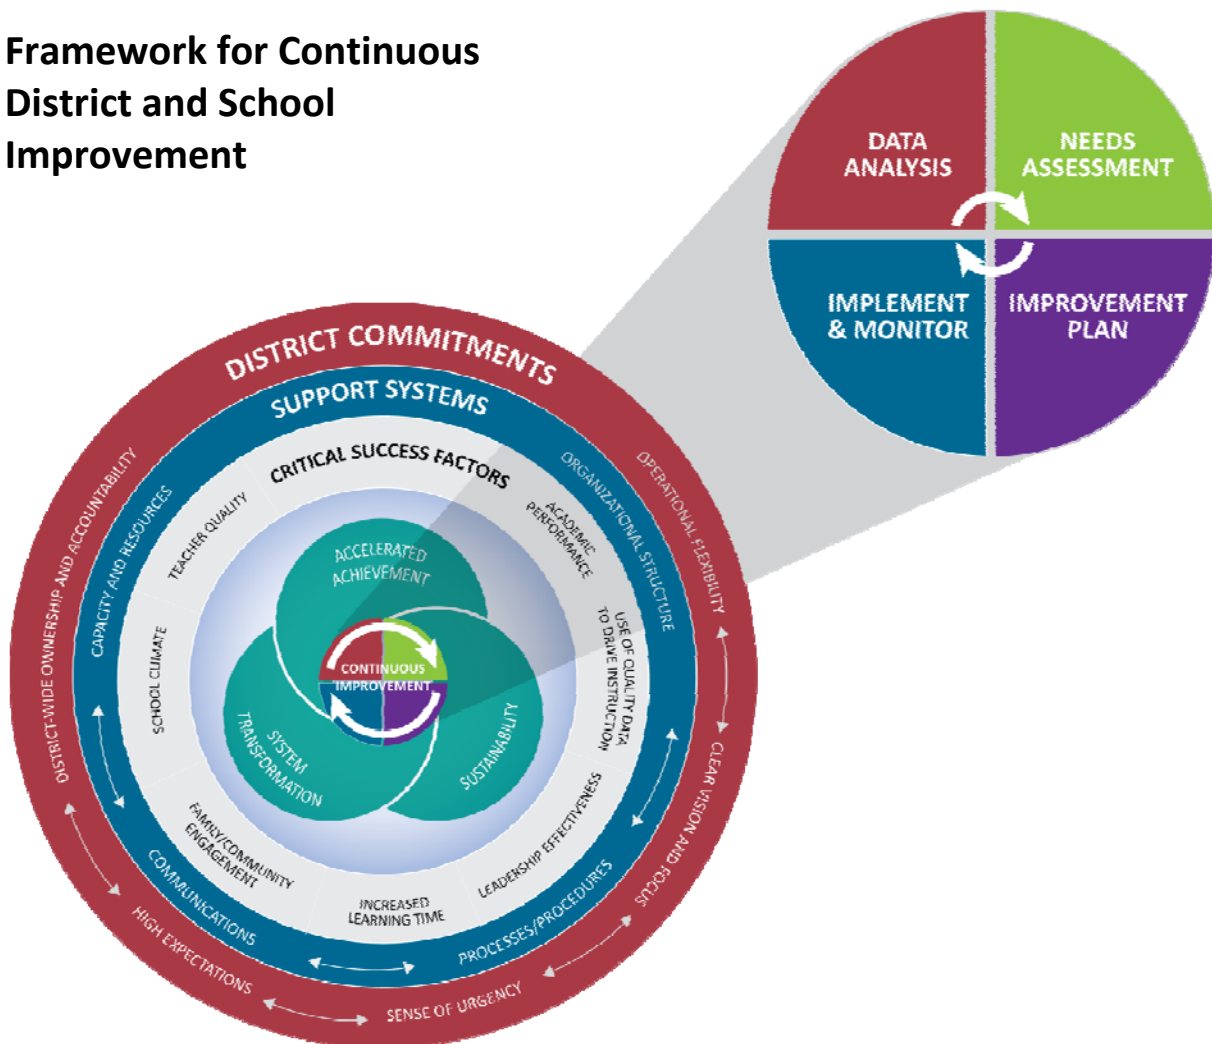 Framework for Continuous
District and School
Improvement
DATA
ANALYSIS
NEEDS
ASSESSMENT
IMPLEMENT
& MONITOR
IMPROVEMENT
PLAN
DISTRICT COMMITMENTS
OPERATIONAL FLEXIBILITY
CLEAR VISION AND FOCUS
SENSE OF URGENCY
HIGH EXPECTATIONS
DISTRICT-WIDE OWNERSHIP AND ACCOUNTABILITY
SUPPORT SYSTEMS
ORGANIZATIONAL STRUCTURE
PROCESSES/PROCEDURES
COMMUNICATIONS
CAPACITY AND RESOURCES
CRITICAL SUCCESS FACTORS
ACADEMIC
PERFORMANCE
USE OF QUALITY DATA
TO DRIVE INSTRUCTION
LEADERSHIP EFFECTIVENESS
INCREASED
LEARNING TIME
FAMILY/COMMUNITY
ENGAGEMENT
SCHOOL CLIMATE
TEACHER QUALITY
ACCELERATED
ACHIEVEMENT
SUSTAINABILITY
SYSTEM
TRANSFORMATION
CONTINUOUS
IMPROVEMENT